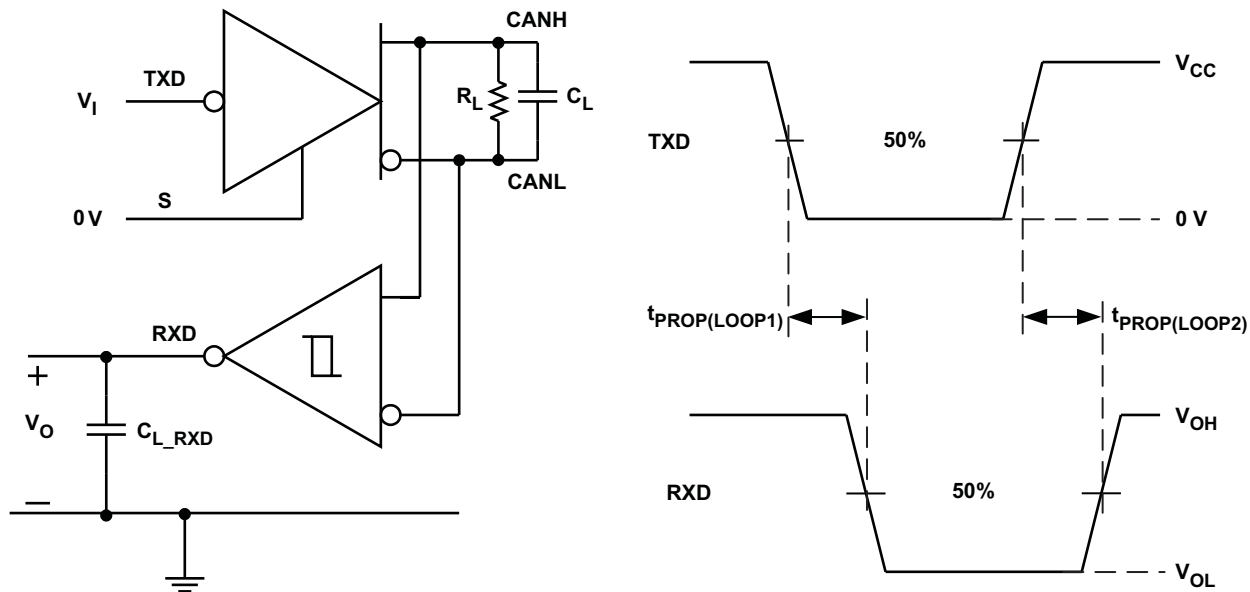 CANH
TXD
V_I
R_L
C_L
CANL
S
0 V
RXD
+
V_O
C_L_RXD
−
V_CC
TXD
50%
0 V
t_PROP(LOOP1)
t_PROP(LOOP2)
V_OH
RXD
50%
V_OL